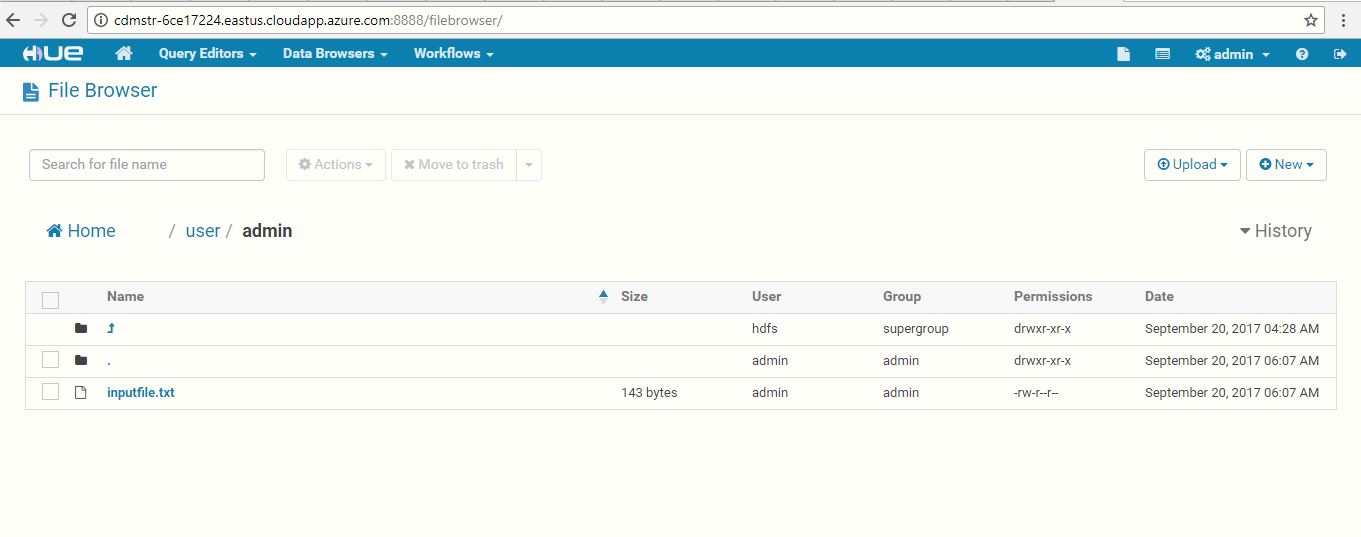 cdmstr-6ce17224.eastus.cloudapp.azure.com:8888/filebrowser/
HUE Query Editors Data Browsers Workflows admin
File Browser
Search for file name Actions Move to trash Upload New
Home / user / admin History
Name Size User Group Permissions Date
hdfs supergroup drwxr-xr-x September 20, 2017 04:28 AM
. admin admin drwxr-xr-x September 20, 2017 06:07 AM
inputfile.txt 143 bytes admin admin -rw-r--r-- September 20, 2017 06:07 AM